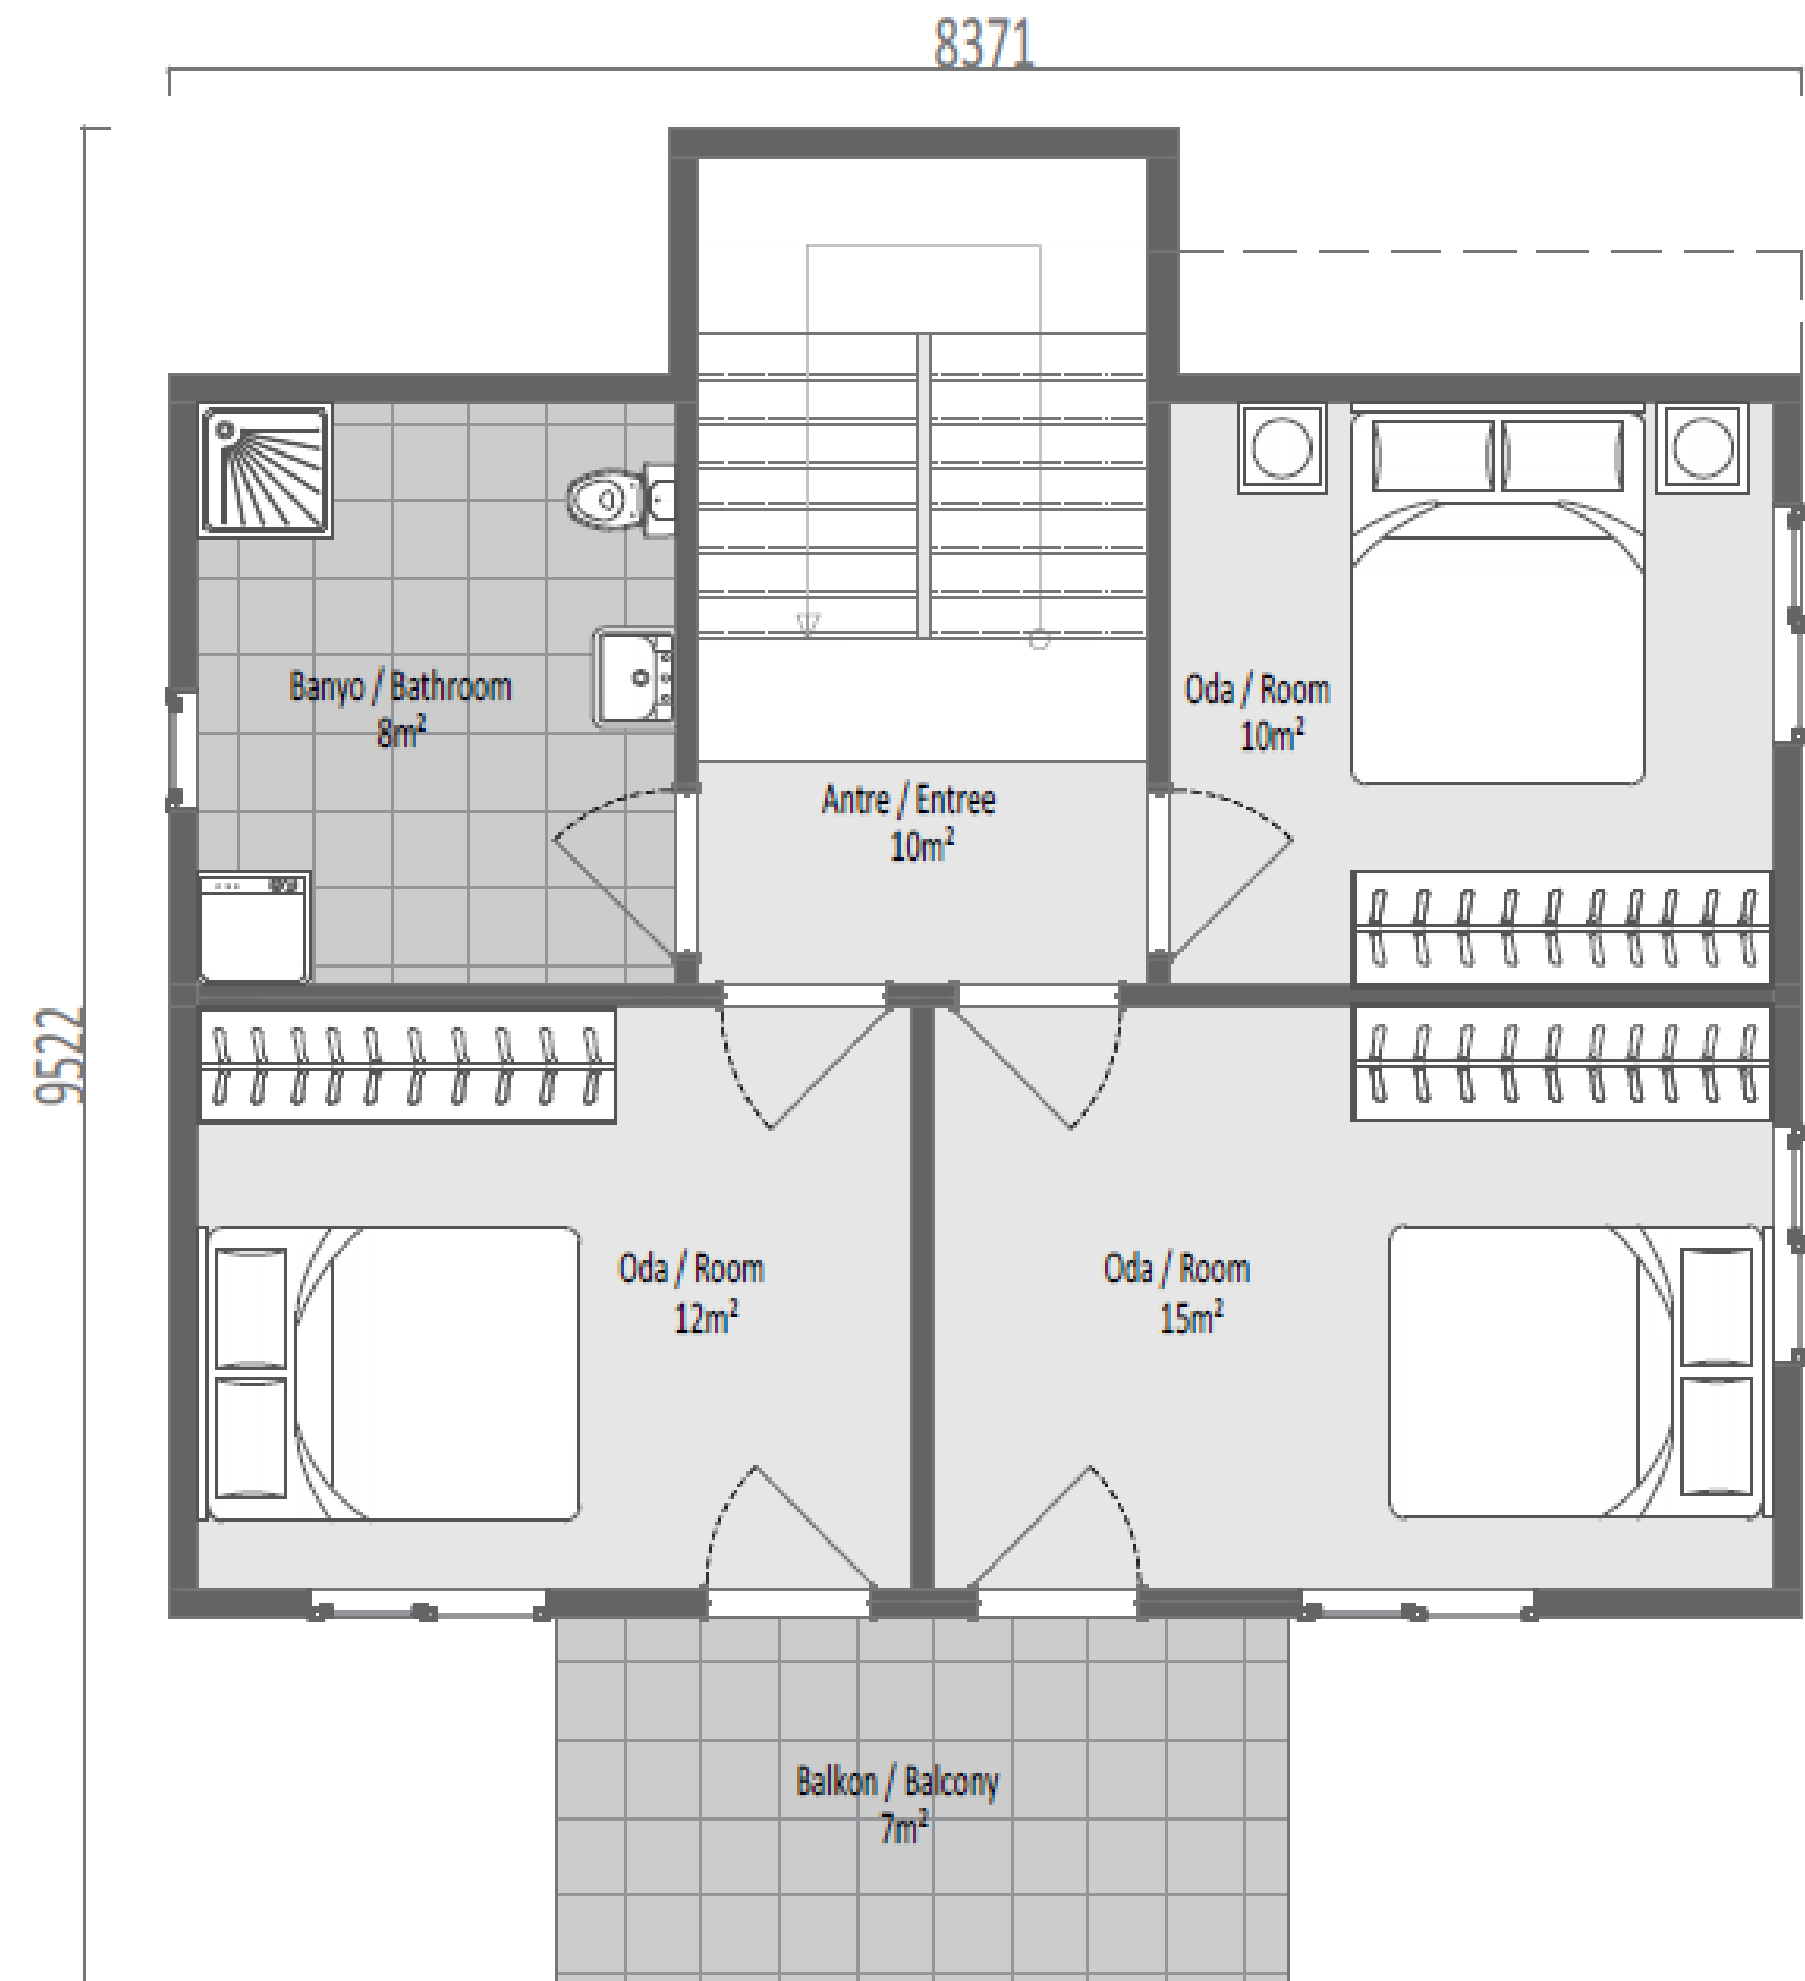 8371
9522
Banyo / Bathroom
8m²
Oda / Room
10m²
Antre / Entree
10m²
Oda / Room
12m²
Oda / Room
15m²
Balkon / Balcony
7m²